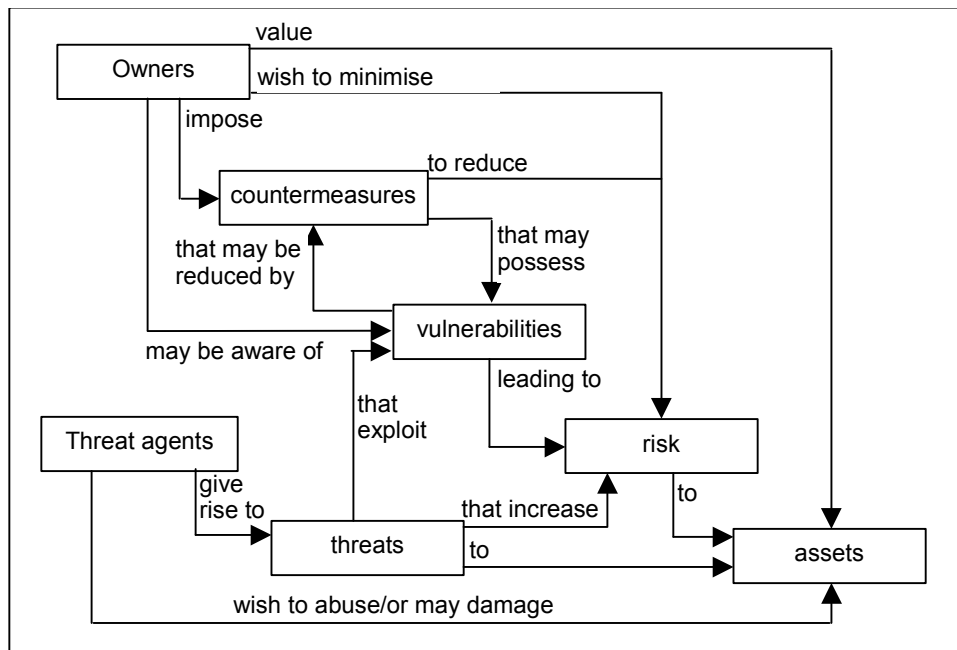 value
Owners
wish to minimise
impose
to reduce
countermeasures
that may be
reduced by
that may
possess
vulnerabilities
may be aware of
leading to
that
exploit
Threat agents
risk
give
rise to
that increase
to
threats
to
assets
wish to abuse/or may damage